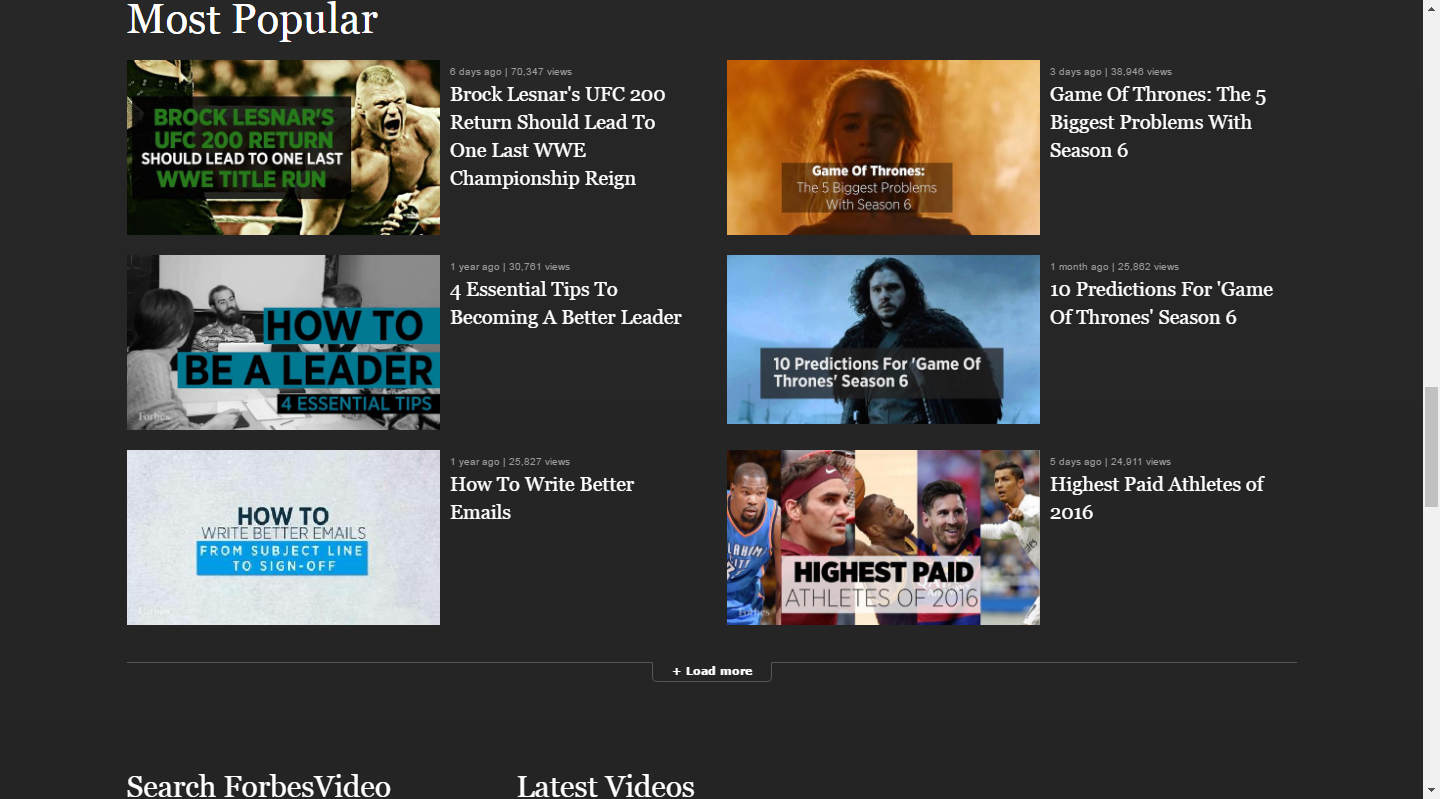 Most Popular
BROCK LESNAR'S
UFC 200 RETURN
SHOULD LEAD TO ONE LAST
WWE TITLE RUN
6 days ago | 70,347 views
Brock Lesnar's UFC 200
Return Should Lead To
One Last WWE
Championship Reign
Game Of Thrones:
The 5 Biggest Problems
With Season 6
3 days ago | 38,946 views
Game Of Thrones: The 5
Biggest Problems With
Season 6
HOW TO
BE A LEADER
4 ESSENTIAL TIPS
Forbes
1 year ago | 30,761 views
4 Essential Tips To
Becoming A Better Leader
10 Predictions For 'Game Of
Thrones' Season 6
1 month ago | 25,862 views
10 Predictions For 'Game
Of Thrones' Season 6
HOW TO
WRITE BETTER EMAILS
FROM SUBJECT LINE
TO SIGN-OFF
Forbes
1 year ago | 25,827 views
How To Write Better
Emails
HIGHEST PAID
ATHLETES OF 2016
Forbes
5 days ago | 24,911 views
Highest Paid Athletes of
2016
+ Load more
Search ForbesVideo
Latest Videos